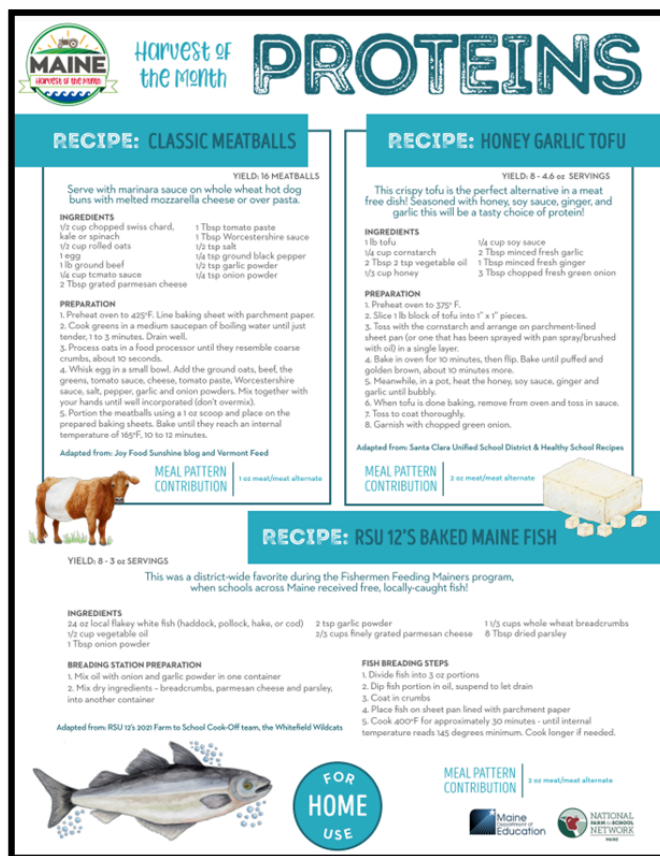 MAINE
HARVEST OF THE MONTH
Harvest of
the Month
PROTEINS
RECIPE: CLASSIC MEATBALLS
YIELD: 16 MEATBALLS
Serve with marinara sauce on whole wheat hot dog
buns with melted mozzarella cheese or over pasta.
INGREDIENTS
1/2 cup chopped swiss chard,
kale or spinach
1/2 cup rolled oats
1 egg
1 lb ground beef
1/4 cup tomato sauce
2 Tbsp grated parmesan cheese
1 Tbsp tomato paste
1 Tbsp Worcestershire sauce
1/2 tsp salt
1/4 tsp ground black pepper
1/2 tsp garlic powder
1/4 tsp onion powder
PREPARATION
1. Preheat oven to 425°F. Line baking sheet with parchment paper.
2. Cook greens in a medium saucepan of boiling water until just
tender, 1 to 3 minutes. Drain well.
3. Process oats in a food processor until they resemble coarse
crumbs, about 10 seconds.
4. Whisk egg in a small bowl. Add the ground oats, beef, the
greens, tomato sauce, cheese, tomato paste, Worcestershire
sauce, salt, pepper, garlic and onion powders. Mix together with
your hands until well incorporated (don't overmix).
5. Portion the meatballs using a 1 oz scoop and place on the
prepared baking sheets. Bake until they reach an internal
temperature of 165°F, 10 to 12 minutes.
Adapted from: Joy Food Sunshine blog and Vermont Feed
MEAL PATTERN
CONTRIBUTION
1 oz meat/meat alternate
RECIPE: HONEY GARLIC TOFU
YIELD: 8 - 4.6 oz SERVINGS
This crispy tofu is the perfect alternative in a meat
free dish! Seasoned with honey, soy sauce, ginger, and
garlic this will be a tasty choice of protein!
INGREDIENTS
1 lb tofu
1/4 cup cornstarch
2 Tbsp 2 tsp vegetable oil
1/3 cup honey
1/4 cup soy sauce
2 Tbsp minced fresh garlic
1 Tbsp minced fresh ginger
3 Tbsp chopped fresh green onion
PREPARATION
1. Preheat oven to 375° F.
2. Slice 1 lb block of tofu into 1" x 1" pieces.
3. Toss with the cornstarch and arrange on parchment-lined
sheet pan (or one that has been sprayed with pan spray/brushed
with oil) in a single layer.
4. Bake in oven for 10 minutes, then flip. Bake until puffed and
golden brown, about 10 minutes more.
5. Meanwhile, in a pot, heat the honey, soy sauce, ginger and
garlic until bubbly.
6. When tofu is done baking, remove from oven and toss in sauce.
7. Toss to coat thoroughly.
8. Garnish with chopped green onion.
Adapted from: Santa Clara Unified School District & Healthy School Recipes
MEAL PATTERN
CONTRIBUTION
2 oz meat/meat alternate
RECIPE: RSU 12'S BAKED MAINE FISH
YIELD: 8 - 3 oz SERVINGS
This was a district-wide favorite during the Fishermen Feeding Mainers program,
when schools across Maine received free, locally-caught fish!
INGREDIENTS
24 oz local flakey white fish (haddock, pollock, hake, or cod)
1/2 cup vegetable oil
1 Tbsp onion powder
2 tsp garlic powder
2/3 cups finely grated parmesan cheese
1 1/3 cups whole wheat breadcrumbs
8 Tbsp dried parsley
BREADING STATION PREPARATION
1. Mix oil with onion and garlic powder in one container
2. Mix dry ingredients – breadcrumbs, parmesan cheese and parsley,
into another container
Adapted from: RSU 12's 2021 Farm to School Cook-Off team, the Whitefield Wildcats
FISH BREADING STEPS
1. Divide fish into 3 oz portions
2. Dip fish portion in oil, suspend to let drain
3. Coat in crumbs
4. Place fish on sheet pan lined with parchment paper
5. Cook 400°F for approximately 30 minutes - until internal
temperature reads 145 degrees minimum. Cook longer if needed.
FOR
HOME
USE
MEAL PATTERN
CONTRIBUTION
2 oz meat/meat alternate
Maine
Department of
Education
NATIONAL
FARM to SCHOOL
NETWORK
MAINE